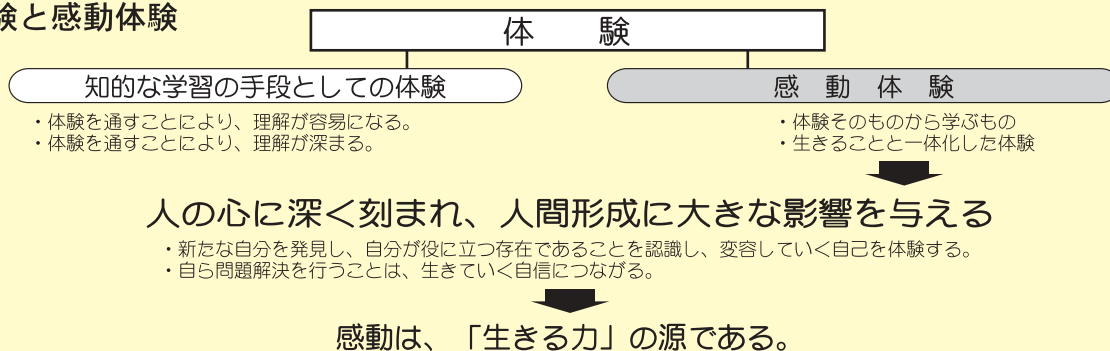 験と感動体験
体　験
知的な学習の手段としての体験
・体験を通すことにより、理解が容易になる。
・体験を通すことにより、理解が深まる。
感　動　体　験
・体験そのものから学ぶもの
・生きることと一体化した体験
人の心に深く刻まれ、人間形成に大きな影響を与える
・新たな自分を発見し、自分が役に立つ存在であることを認識し、変容していく自己を体験する。
・自ら問題解決を行うことは、生きていく自信につながる。
感動は、「生きる力」の源である。